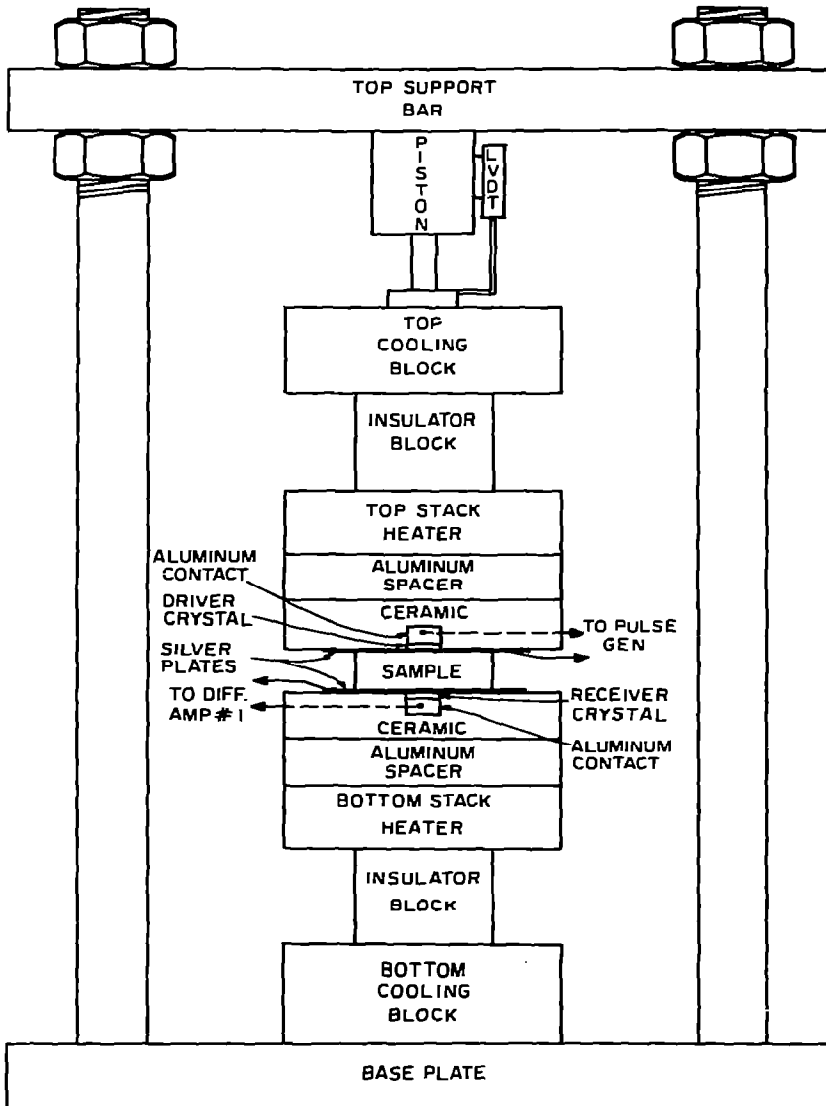 TOP SUPPORT
BAR
PISTON
LVDT
TOP
COOLING
BLOCK
INSULATOR
BLOCK
TOP STACK
HEATER
ALUMINUM
CONTACT
ALUMINUM
SPACER
DRIVER
CRYSTAL
CERAMIC
TO PULSE
GEN
SILVER
PLATES
SAMPLE
TO DIFF.
AMP # 1
RECEIVER
CRYSTAL
CERAMIC
ALUMINUM
CONTACT
ALUMINUM
SPACER
BOTTOM STACK
HEATER
INSULATOR
BLOCK
BOTTOM
COOLING
BLOCK
BASE PLATE